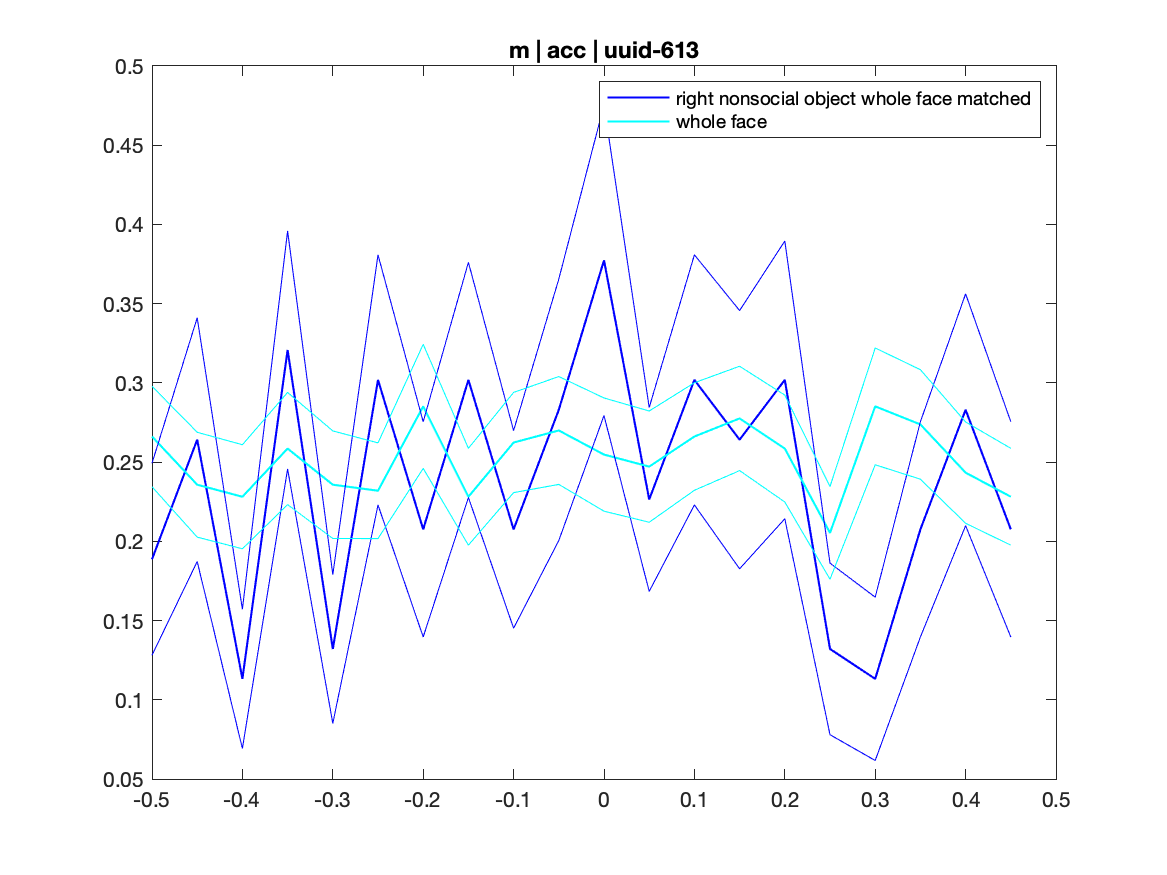 m | acc | uuid-613
right nonsocial object whole face matched
whole face
0.5
0.45
0.4
0.35
0.3
0.25
0.2
0.15
0.1
0.05
-0.5 -0.4 -0.3 -0.2 -0.1 0 0.1 0.2 0.3 0.4 0.5